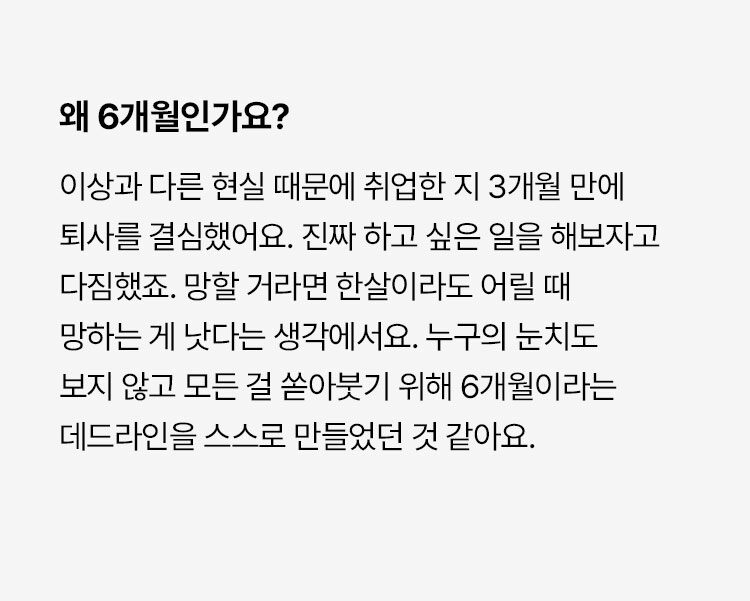 왜 6개월인가요?
이상과 다른 현실 때문에 취업한 지 3개월 만에
퇴사를 결심했어요. 진짜 하고 싶은 일을 해보자고
다짐했죠. 망할 거라면 한살이라도 어릴 때
망하는 게 낫다는 생각에서요. 누구의 눈치도
보지 않고 모든 걸 쏟아붓기 위해 6개월이라는
데드라인을 스스로 만들었던 것 같아요.